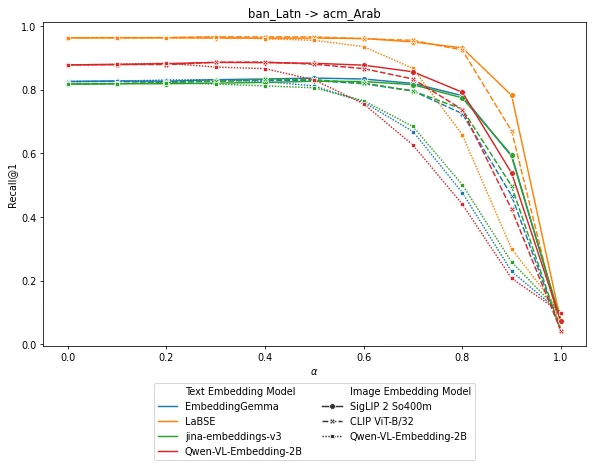 ban_Latn -> acm_Arab
1.0
0.8
0.6
0.4
0.2
0.0
Recall@1
0.0 0.2 0.4 0.6 0.8 1.0
α
Text Embedding Model Image Embedding Model
EmbeddingGemma SigLIP 2 So400m
LaBSE CLIP ViT-B/32
jina-embeddings-v3 Qwen-VL-Embedding-2B
Qwen-VL-Embedding-2B